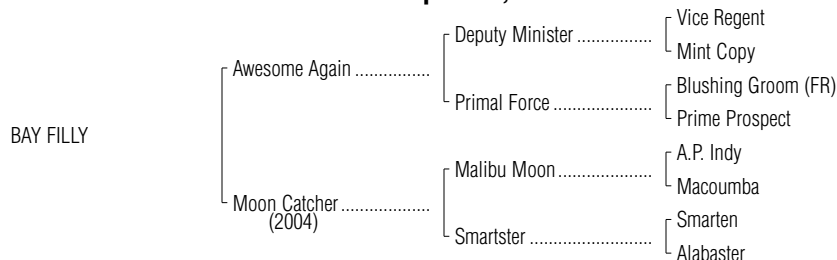 Vice Regent
Deputy Minister ..................
Mint Copy
Awesome Again ..................
Blushing Groom (FR)
Primal Force .......................
Prime Prospect
BAY FILLY
A.P. Indy
Malibu Moon ......................
Macoumba
Moon Catcher .....................
(2004)
Smarten
Smartster ............................
Alabaster